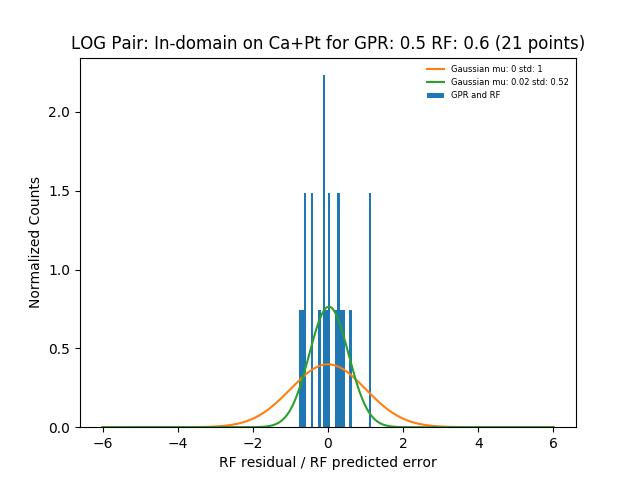 LOG Pair: In-domain on Ca+Pt for GPR: 0.5 RF: 0.6 (21 points)
Gaussian mu: 0 std: 1
Gaussian mu: 0.02 std: 0.52
GPR and RF
Normalized Counts
2.0
1.5
1.0
0.5
0.0
−6 −4 −2 0 2 4 6
RF residual / RF predicted error